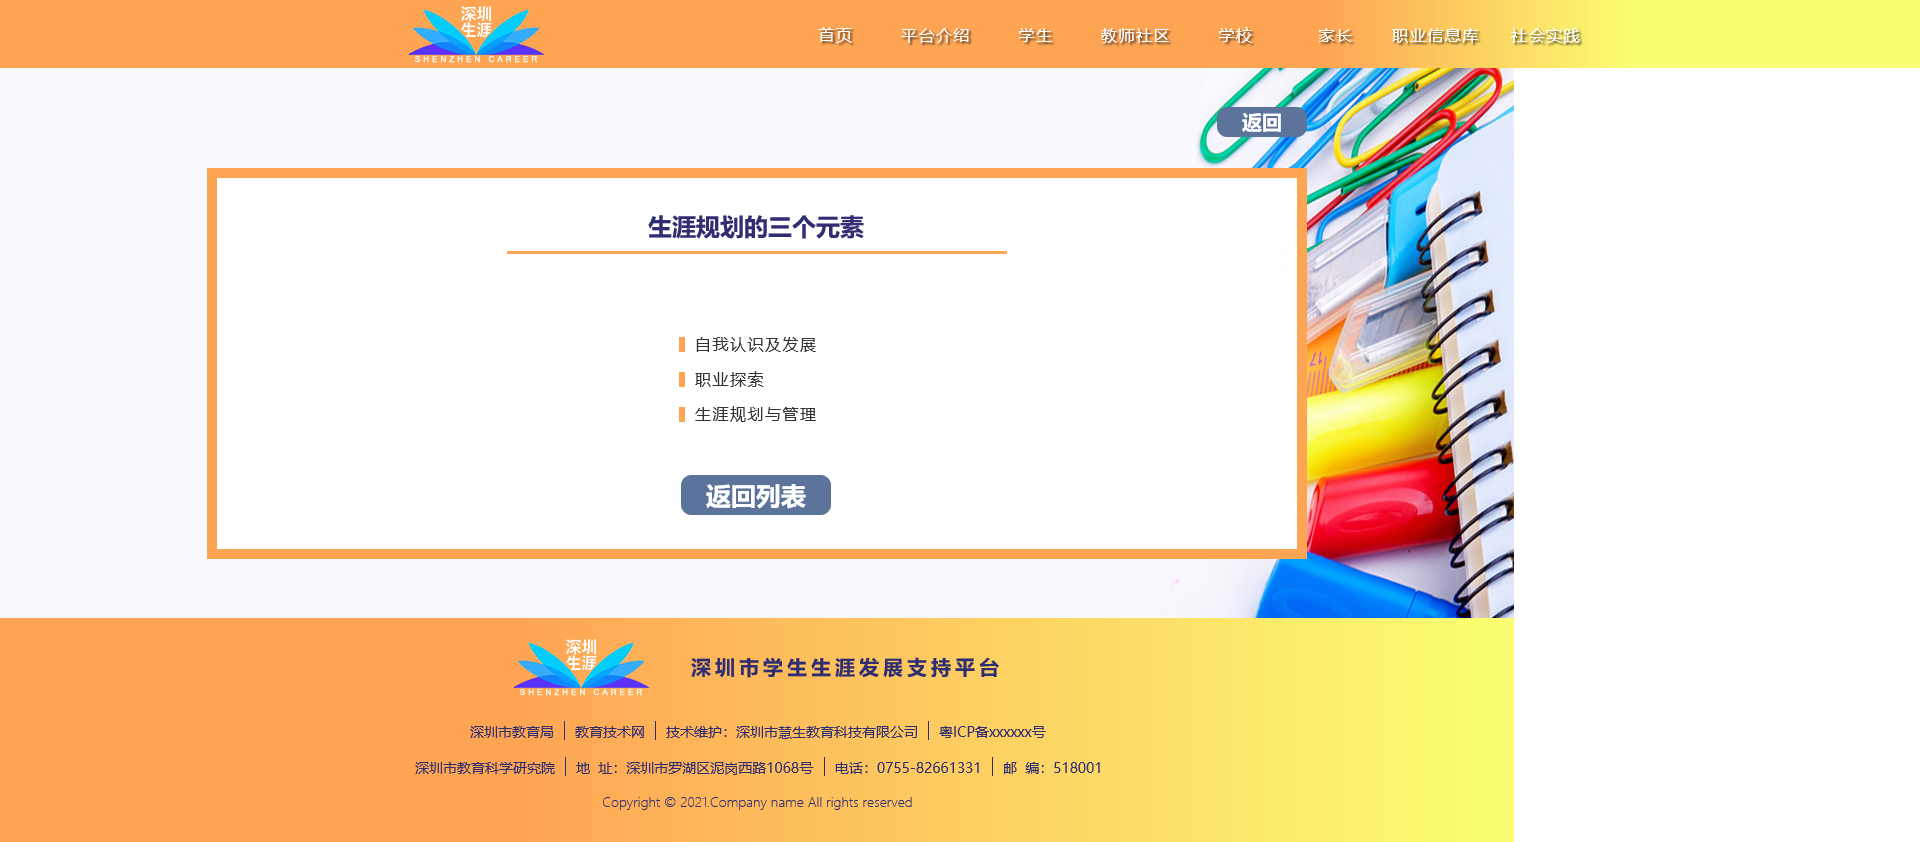 深圳
生涯
SHENZHEN CAREER
首页 平台介绍 学生 教师社区 学校 家长 职业信息库 社会实践
返回
生涯规划的三个元素
自我认识及发展
职业探索
生涯规划与管理
返回列表
17
深圳
生涯
SHENZHEN CAREER
深圳市学生生涯发展支持平台
深圳市教育局 教育技术网 技术维护：深圳市慧生教育科技有限公司 粤ICP备xxxxxx号
深圳市教育科学研究院 地 址：深圳市罗湖区泥岗西路1068号 电话：0755-82661331 邮 编：518001
Copyright © 2021.Company name All rights reserved